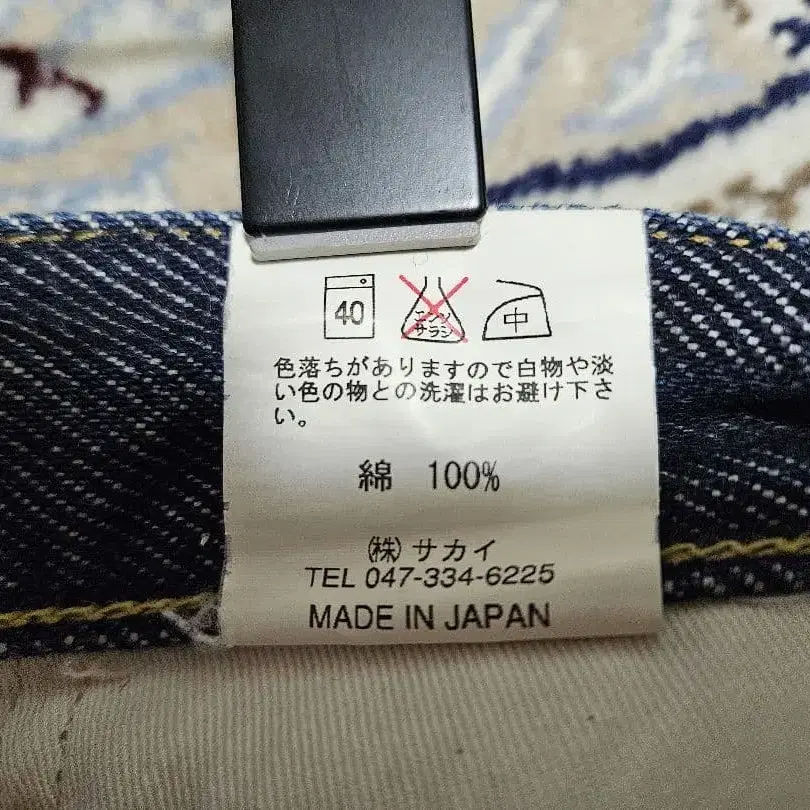 40 エンソ サラシ 中
色落ちがありますので白物や淡
い色の物との洗濯はお避け下さ
い。
綿 100%
㈱ サカイ
TEL 047-334-6225
MADE IN JAPAN